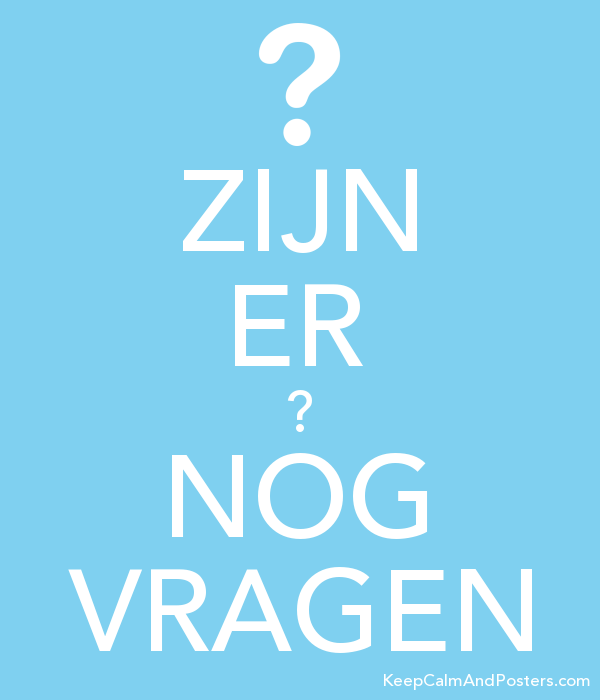 ?
ZIJN
ER
?
NOG
VRAGEN
KeepCalmAndPosters.com